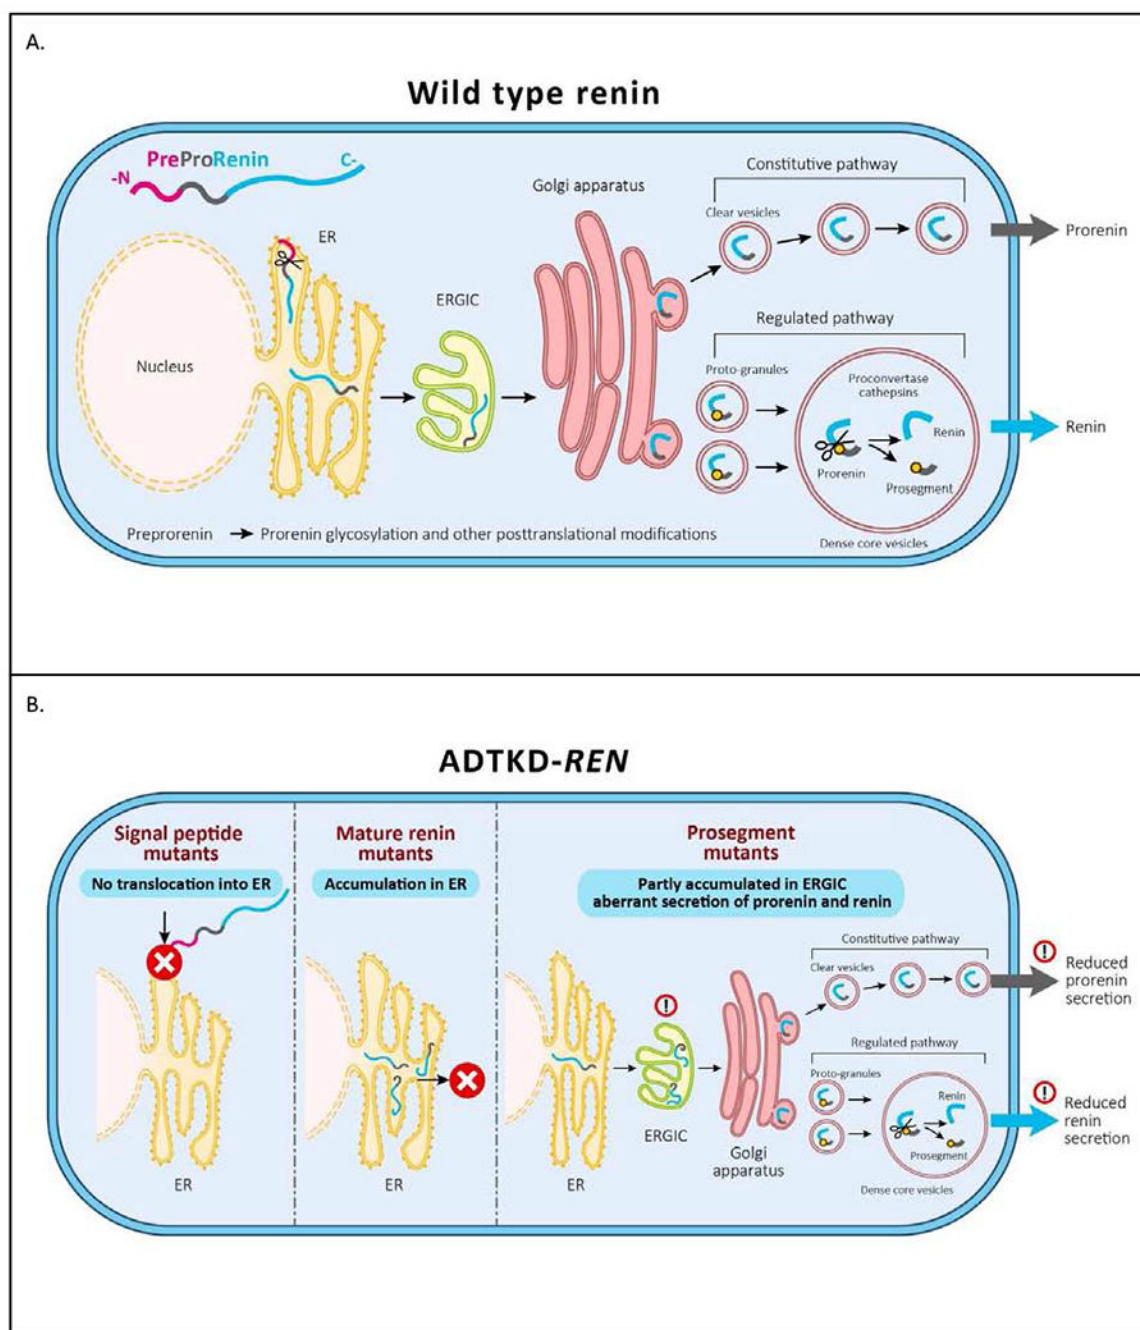 A.
Wild type renin
PreProRenin
-N
C-
ER
Nucleus
ERGIC
Golgi apparatus
Constitutive pathway
Clear vesicles
Prorenin
Regulated pathway
Proto-granules
Proconvertase
cathepsins
Renin
Prorenin
Prosegment
Dense core vesicles
Renin
Preprorenin
Prorenin glycosylation and other posttranslational modifications
B.
ADTKD-REN
Signal peptide
mutants
No translocation into ER
ER
Mature renin
mutants
Accumulation in ER
ER
Prosegment
mutants
Partly accumulated in ERGIC
aberrant secretion of prorenin and renin
ER
!
ERGIC
Golgi
apparatus
Constitutive pathway
Clear vesicles
!
Reduced
prorenin
secretion
Regulated pathway
Proto-granules
Renin
Prosegment
Dense core vesicles
!
Reduced
renin
secretion